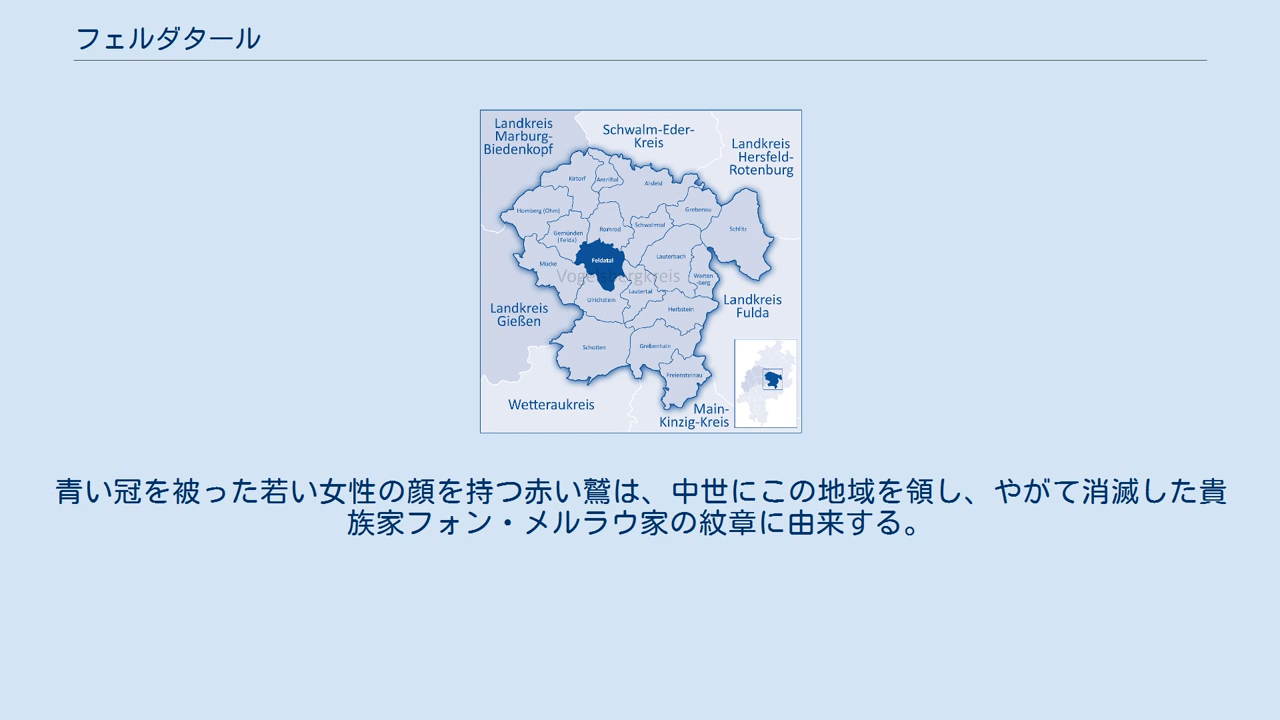 フェルダタール
Landkreis
Marburg-
Biedenkopf
Schwalm-Eder-
Kreis
Landkreis
Hersfeld-
Rotenburg
Kirtorf
Antrifttal
Alsfeld
Homberg (Ohm)
Grebenau
Gemünden
(Felda)
Romrod
Schwalmtal
Schlitz
Mücke
Feldatal
Lauterbach
Vogelsbergkreis
Warten
berg
Lautertal
Ulrichstein
Herbstein
Landkreis
Gießen
Landkreis
Fulda
Schotten
Grebenhain
Freiensteinau
Wetteraukreis
Main-
Kinzig-Kreis
青い冠を被った若い女性の顔を持つ赤い鷲は、中世にこの地域を領し、やがて消滅した貴
族家フォン・メルラウ家の紋章に由来する。